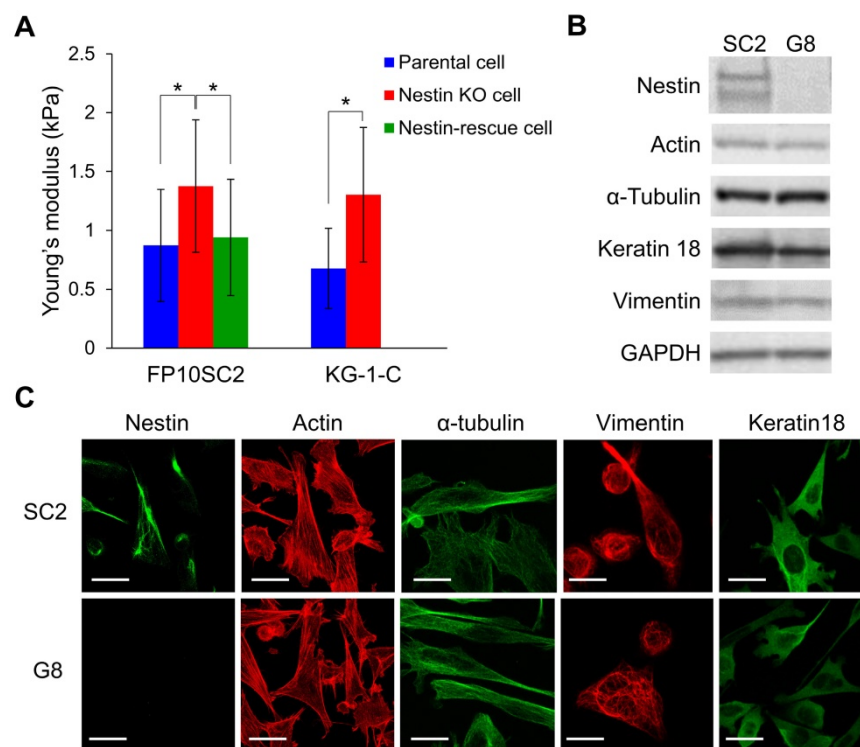 A
Young's modulus (kPa)
2.5
2
1.5
1
0.5
0
* *
*
Parental cell
Nestin KO cell
Nestin-rescue cell
FP10SC2 KG-1-C
B
SC2 G8
Nestin
Actin
α-Tubulin
Keratin 18
Vimentin
GAPDH
C
Nestin Actin α-tubulin Vimentin Keratin18
SC2
G8